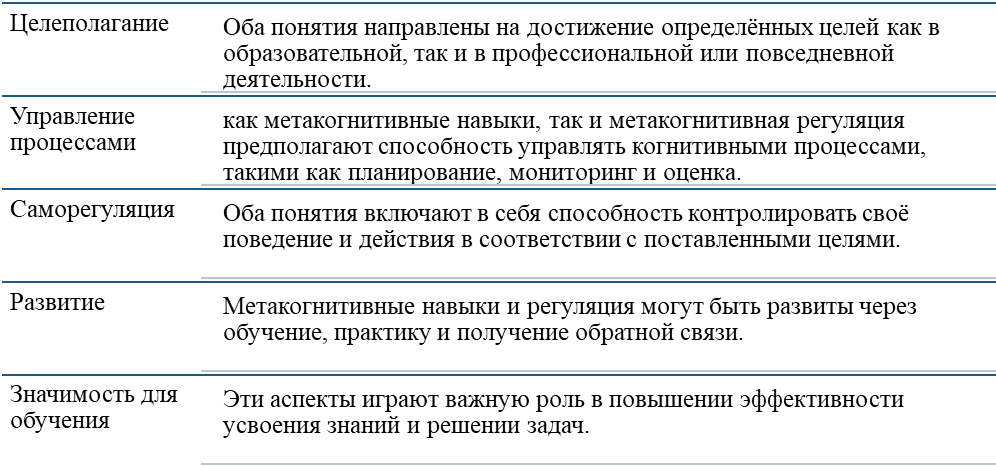 Целеполагание
Оба понятия направлены на достижение определённых целей как в
образовательной, так и в профессиональной или повседневной
деятельности.
Управление
процессами
как метакогнитивные навыки, так и метакогнитивная регуляция
предполагают способность управлять когнитивными процессами,
такими как планирование, мониторинг и оценка.
Саморегуляция
Оба понятия включают в себя способность контролировать своё
поведение и действия в соответствии с поставленными целями.
Развитие
Метакогнитивные навыки и регуляция могут быть развиты через
обучение, практику и получение обратной связи.
Значимость для
обучения
Эти аспекты играют важную роль в повышении эффективности
усвоения знаний и решении задач.